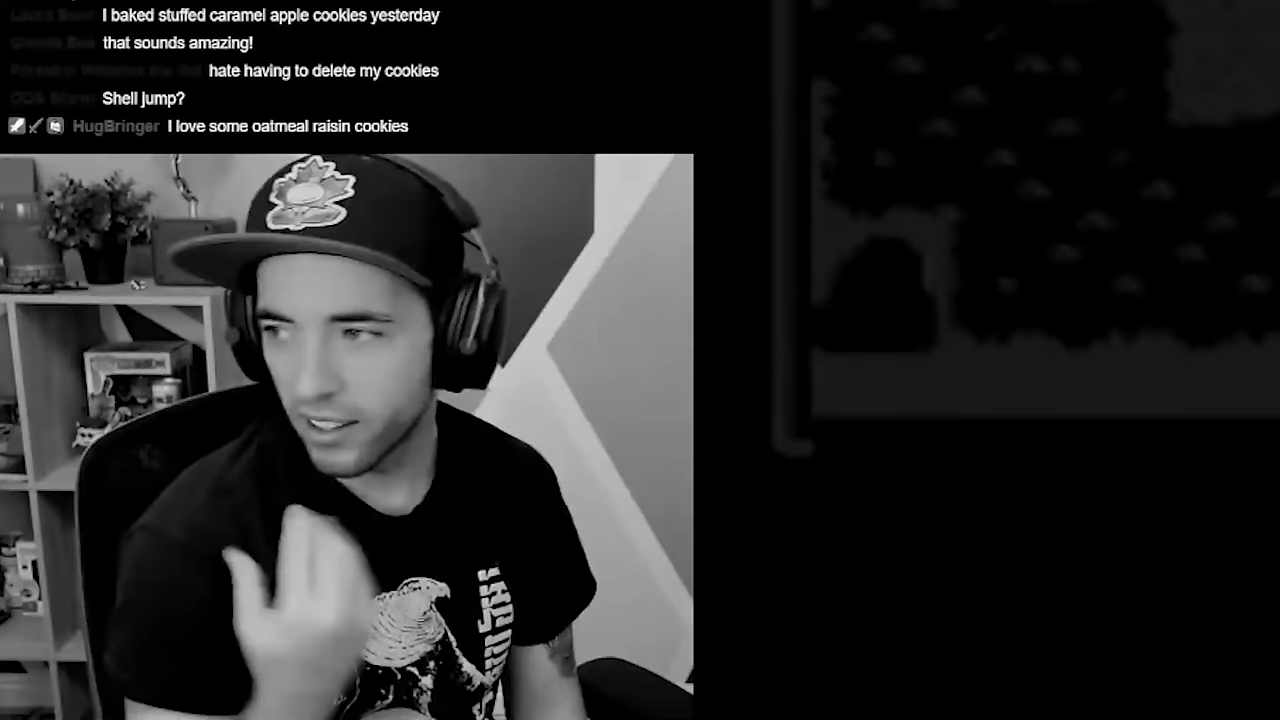 I baked stuffed caramel apple cookies yesterday
that sounds amazing!
hate having to delete my cookies
Shell jump?
HugBringer I love some oatmeal raisin cookies